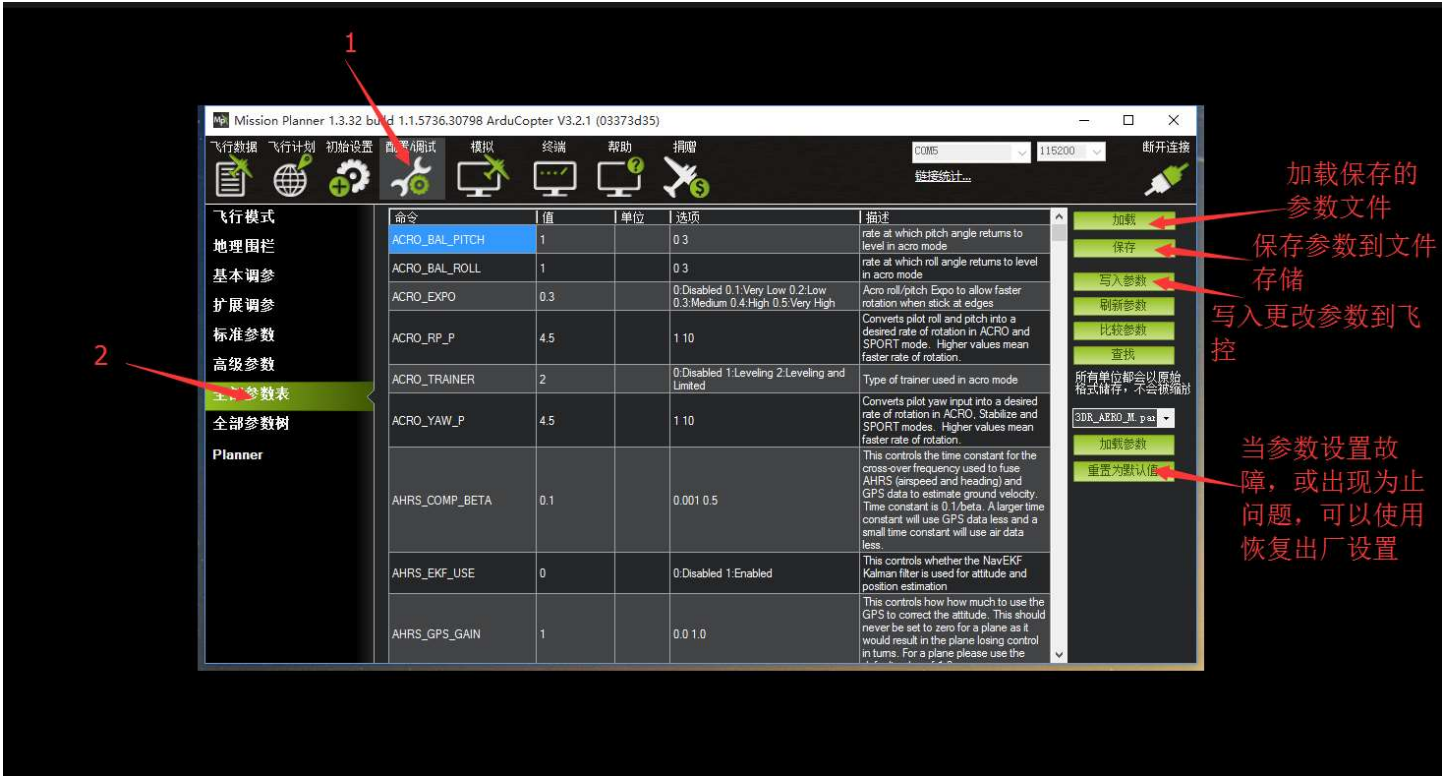 1
Mission Planner 1.3.32 build 1.1.5736.30798 ArduCopter V3.2.1 (03373d35)
飞行数据 飞行计划 初始设置 配置/调试 模拟 终端 帮助 捐赠
COM5 115200 断开连接
链接统计...
飞行模式
地理围栏
基本调参
扩展调参
标准参数
高级参数
2
全部参数表
全部参数树
Planner
命令 值 单位 选项 描述
ACRO_BAL_PITCH 1 0 3 rate at which pitch angle returns to
level in acro mode
ACRO_BAL_ROLL 1 0 3 rate at which roll angle returns to level
in acro mode
ACRO_EXPO 0.3 0:Disabled 0.1:Very Low 0.2:Low
0.3:Medium 0.4:High 0.5:Very High
Acro roll/pitch Expo to allow faster
rotation when stick at edges
ACRO_RP_P 4.5 1 10
Converts pilot roll and pitch into a
desired rate of rotation in ACRO and
SPORT mode. Higher values mean
faster rate of rotation.
ACRO_TRAINER 2 0:Disabled 1:Leveling 2:Leveling and
Limited
Type of trainer used in acro mode
ACRO_YAW_P 4.5 1 10
Converts pilot yaw input into a desired
rate of rotation in ACRO, Stabilize and
SPORT modes. Higher values mean
faster rate of rotation.
AHRS_COMP_BETA 0.1 0.001 0.5
This controls the time constant for the
cross-over frequency used to fuse
AHRS (airspeed and heading) and
GPS data to estimate ground velocity.
Time constant is 0.1/beta. A larger time
constant will use GPS data less and a
small time constant will use air data
less.
AHRS_EKF_USE 0 0:Disabled 1:Enabled
This controls whether the NavEKF
Kalman filter is used for attitude and
position estimation
AHRS_GPS_GAIN 1 0.0 1.0
This controls how how much to use the
GPS to correct the attitude. This should
never be set to zero for a plane as it
would result in the plane losing control
in turns. For a plane please use the
加载
保存
写入参数
刷新参数
比较参数
查找
所有单位都会以原始
格式储存，不会被缩放
3DR_AERO_M.par
加载参数
重置为默认值
加载保存的
参数文件
保存参数到文件
存储
写入更改参数到飞
控
当参数设置故
障，或出现为止
问题，可以使用
恢复出厂设置